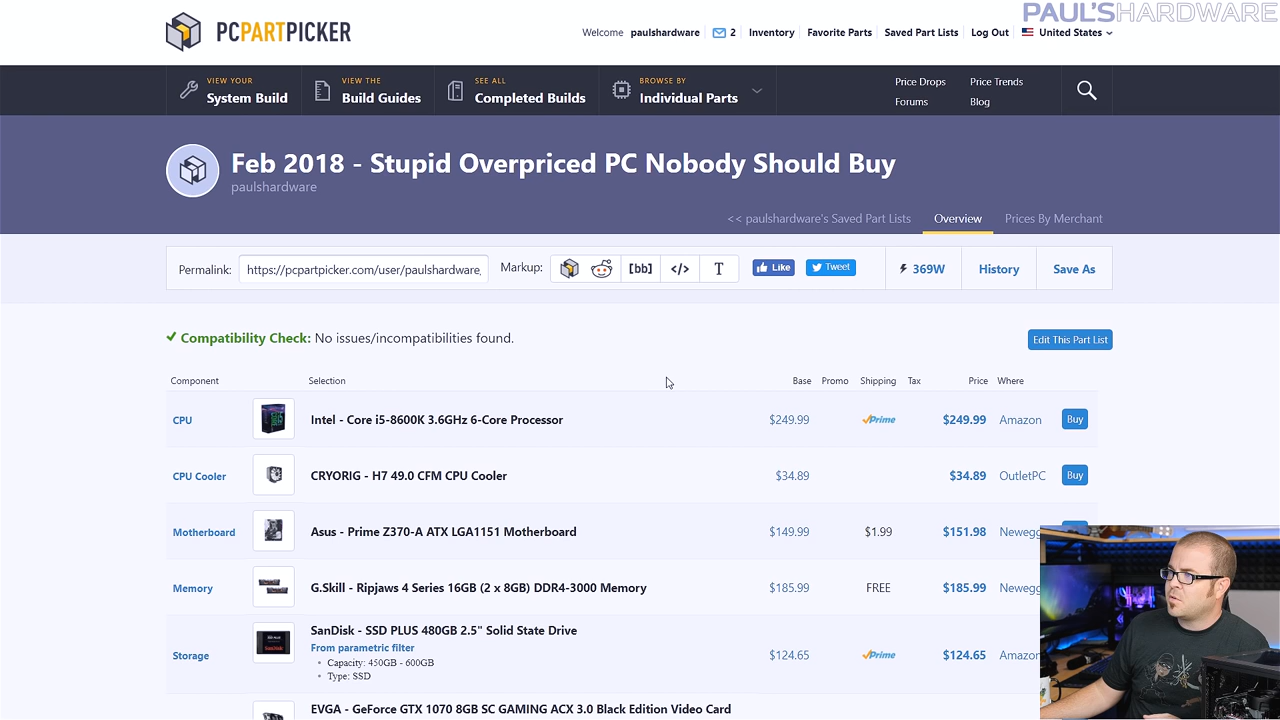 PAUL'SHARDWARE
PCPARTPICKER
Welcome paulshardware 2 Inventory Favorite Parts Saved Part Lists Log Out United States
VIEW YOUR
System Build
VIEW THE
Build Guides
SEE ALL
Completed Builds
BROWSE BY
Individual Parts
Price Drops Price Trends
Forums Blog
Feb 2018 - Stupid Overpriced PC Nobody Should Buy
paulshardware
<< paulshardware's Saved Part Lists Overview Prices By Merchant
Permalink: https://pcpartpicker.com/user/paulshardware, Markup: [bb] </> T Like Tweet 369W History Save As
Compatibility Check: No issues/incompatibilities found.
Edit This Part List
Component Selection Base Promo Shipping Tax Price Where
CPU Intel - Core i5-8600K 3.6GHz 6-Core Processor $249.99 Prime $249.99 Amazon Buy
CPU Cooler CRYORIG - H7 49.0 CFM CPU Cooler $34.89 $34.89 OutletPC Buy
Motherboard Asus - Prime Z370-A ATX LGA1151 Motherboard $149.99 $1.99 $151.98 Newegg
Memory G.Skill - Ripjaws 4 Series 16GB (2 x 8GB) DDR4-3000 Memory $185.99 FREE $185.99 Newegg
SanDisk - SSD PLUS 480GB 2.5" Solid State Drive
From parametric filter
Storage • Capacity: 450GB - 600GB $124.65 Prime $124.65 Amazon
• Type: SSD
EVGA - GeForce GTX 1070 8GB SC GAMING ACX 3.0 Black Edition Video Card